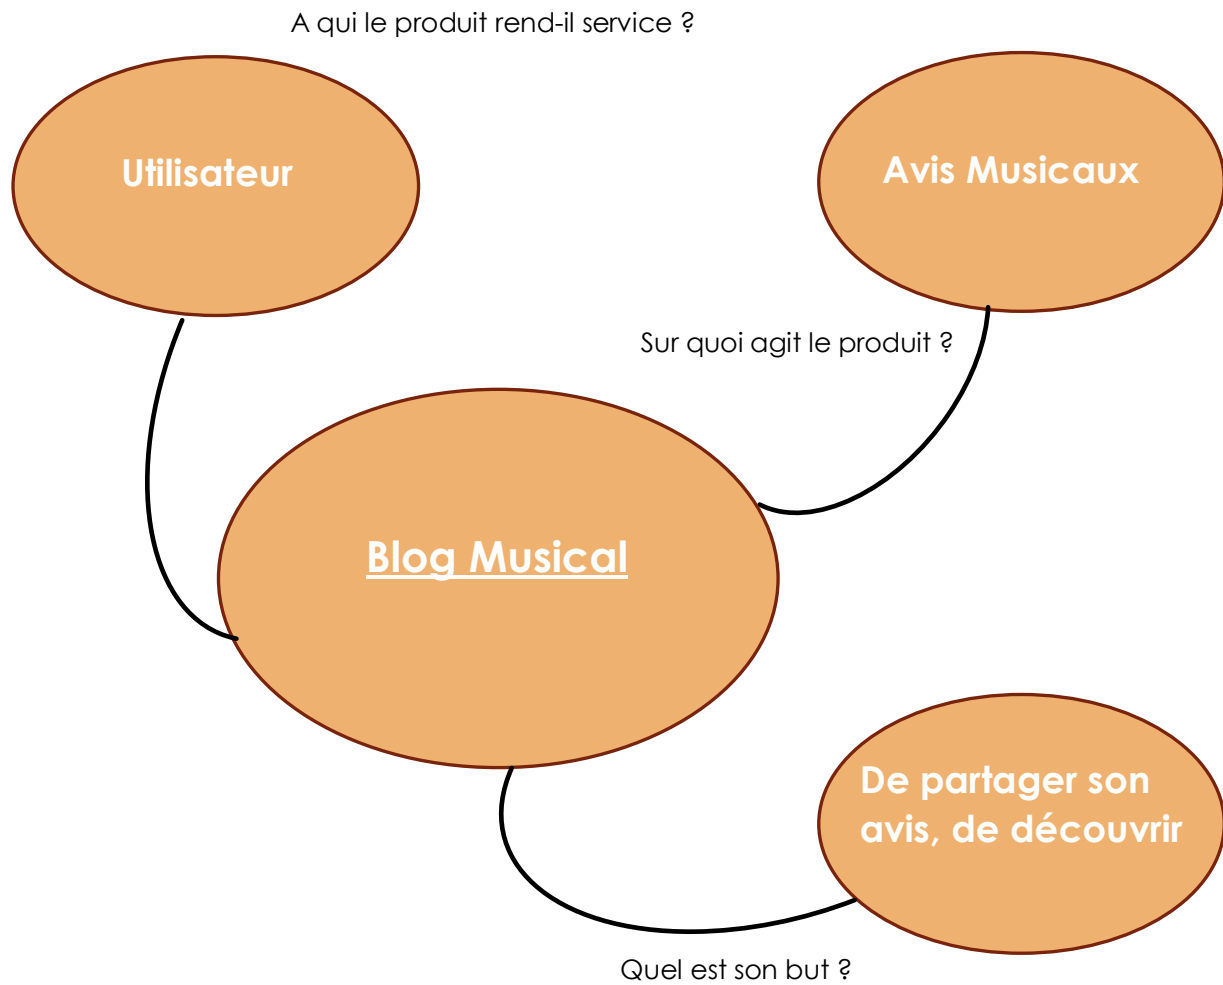 A qui le produit rend-il service ?
Utilisateur
Avis Musicaux
Sur quoi agit le produit ?
Blog Musical
De partager son
avis, de découvrir
Quel est son but ?